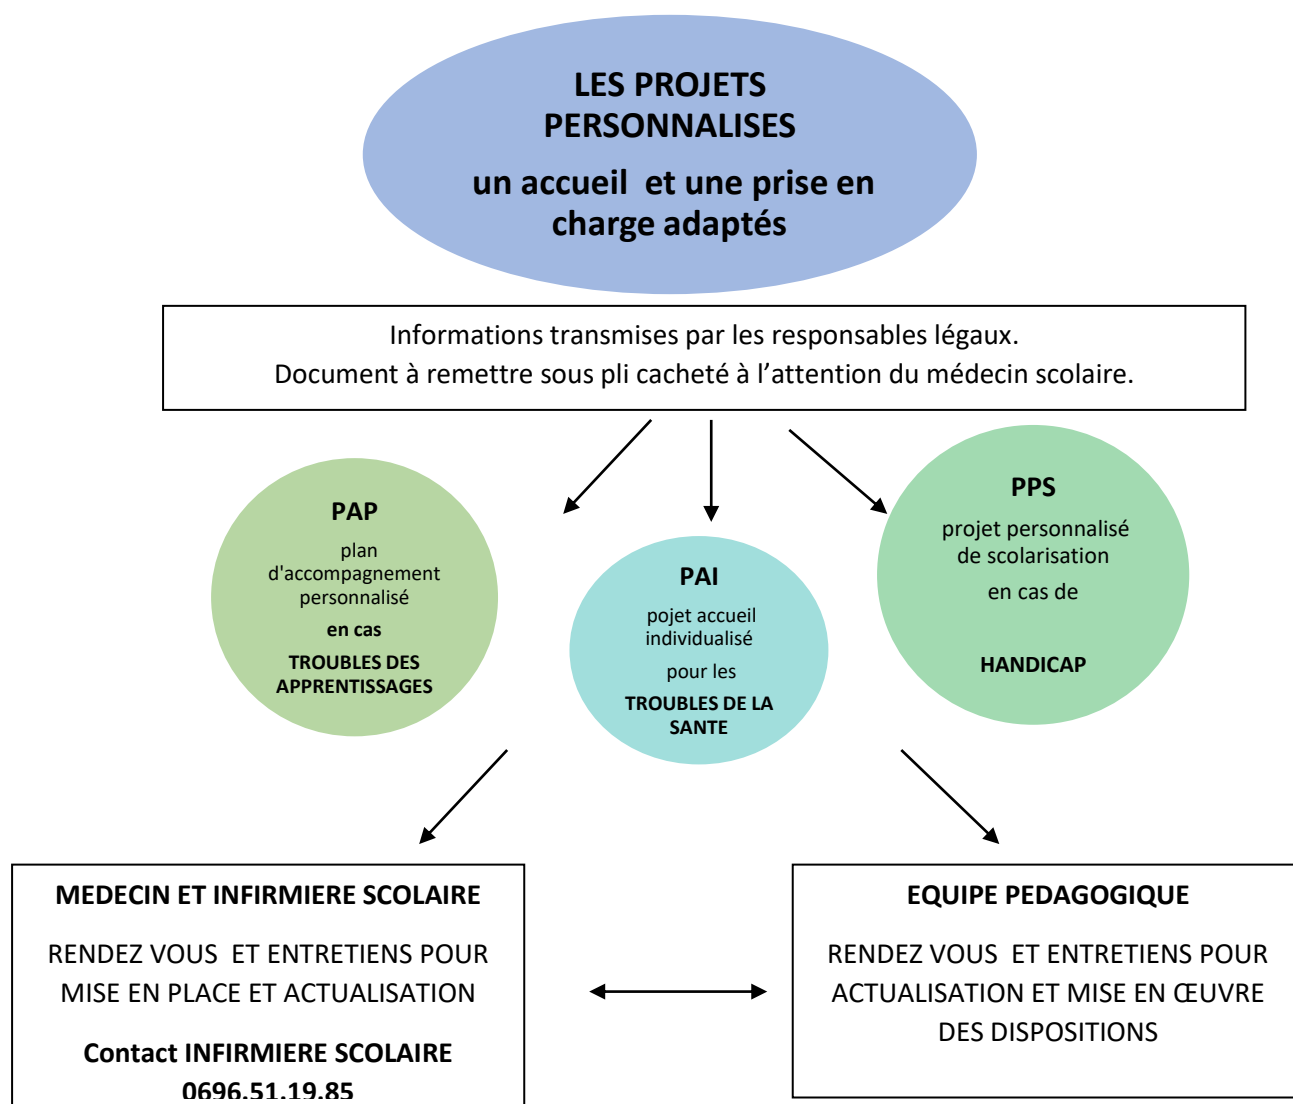 LES PROJETS
PERSONNALISES
un accueil et une prise en
charge adaptés
Informations transmises par les responsables légaux.
Document à remettre sous pli cacheté à l’attention du médecin scolaire.
PAP
plan
d'accompagnement
personnalisé
en cas
TROUBLES DES
APPRENTISSAGES
PAI
pojet accueil
individualisé
pour les
TROUBLES DE LA
SANTE
PPS
projet personnalisé
de scolarisation
en cas de
HANDICAP
MEDECIN ET INFIRMIERE SCOLAIRE
RENDEZ VOUS ET ENTRETIENS POUR
MISE EN PLACE ET ACTUALISATION
Contact INFIRMIERE SCOLAIRE
0696.51.19.85
EQUIPE PEDAGOGIQUE
RENDEZ VOUS ET ENTRETIENS POUR
ACTUALISATION ET MISE EN ŒUVRE
DES DISPOSITIONS